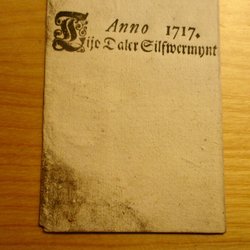 Anno 1717.
Tijo Daler Silfwermynt